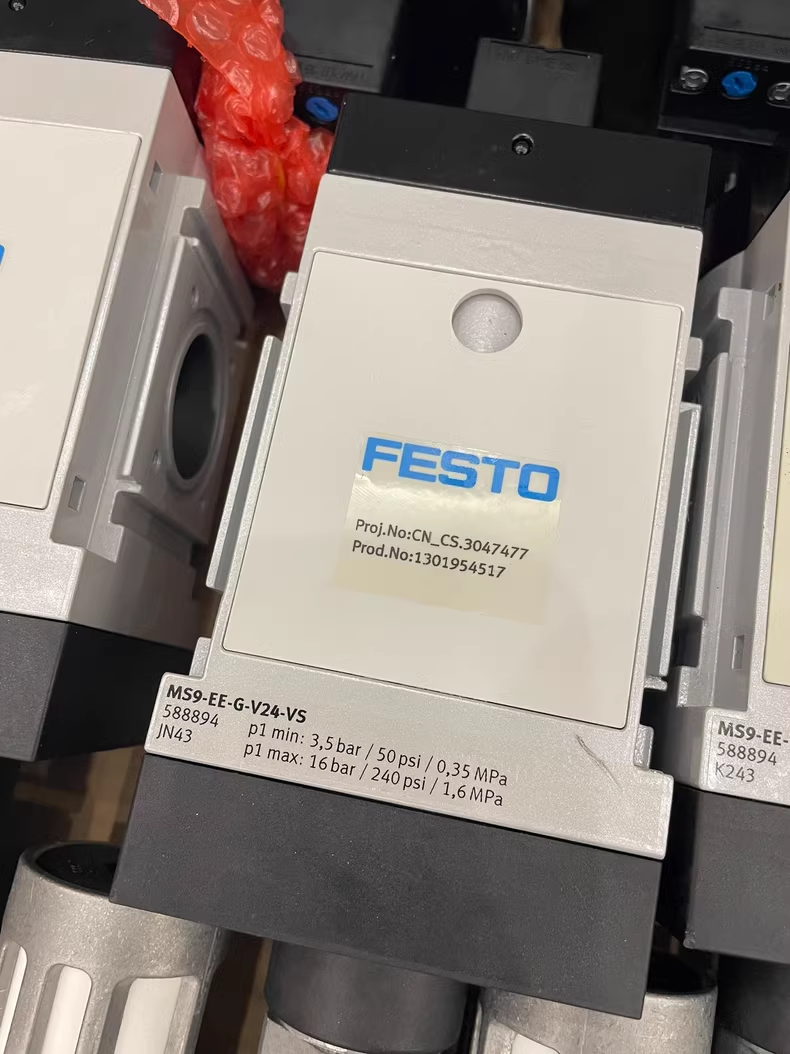 FESTO
Proj.No:CN_CS.3047477
Prod.No:1301954517
MS9-EE-G-V24-VS
588894
JN43
p1 min: 3,5 bar / 50 psi / 0,35 MPa
p1 max: 16 bar / 240 psi / 1,6 MPa
MS9-EE-
588894
K243